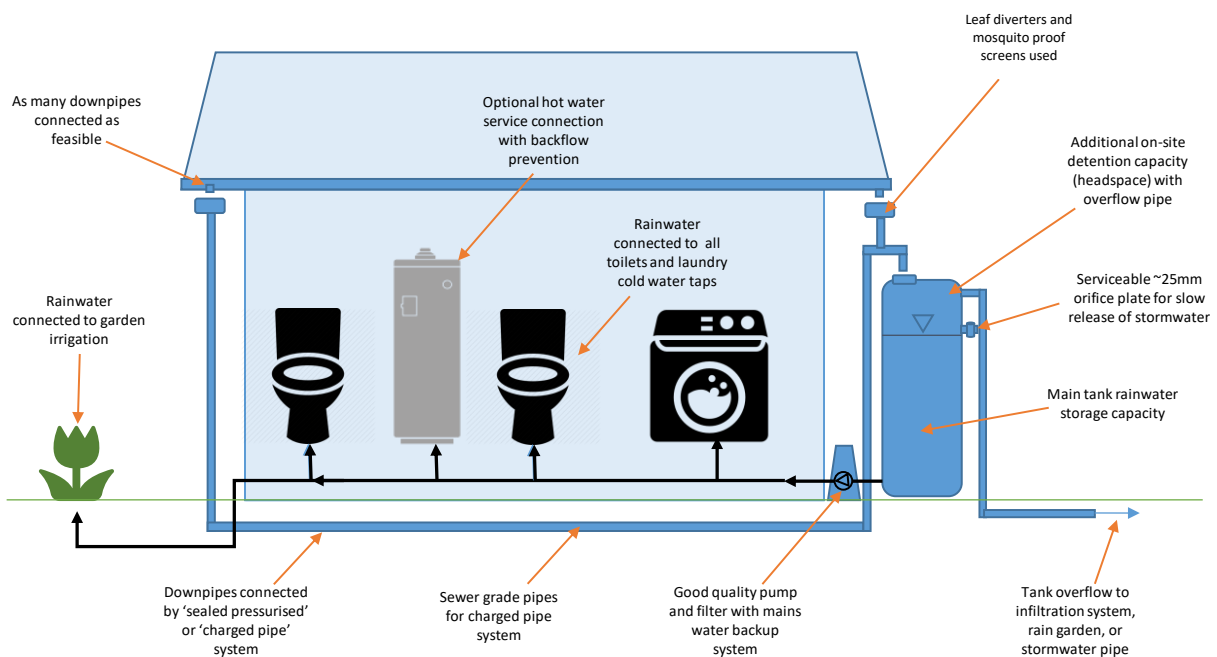 Leaf diverters and
mosquito proof
screens used
As many downpipes
connected as
feasible
Optional hot water
service connection
with backflow
prevention
Additional on-site
detention capacity
(headspace) with
overflow pipe
Rainwater
connected to all
toilets and laundry
cold water taps
Serviceable ~25mm
orifice plate for slow
release of stormwater
Rainwater
connected to garden
irrigation
Main tank rainwater
storage capacity
Downpipes connected
by ‘sealed pressurised’
or ‘charged pipe’
system
Sewer grade pipes
for charged pipe
system
Good quality pump
and filter with mains
water backup
system
Tank overflow to
infiltration system,
rain garden, or
stormwater pipe